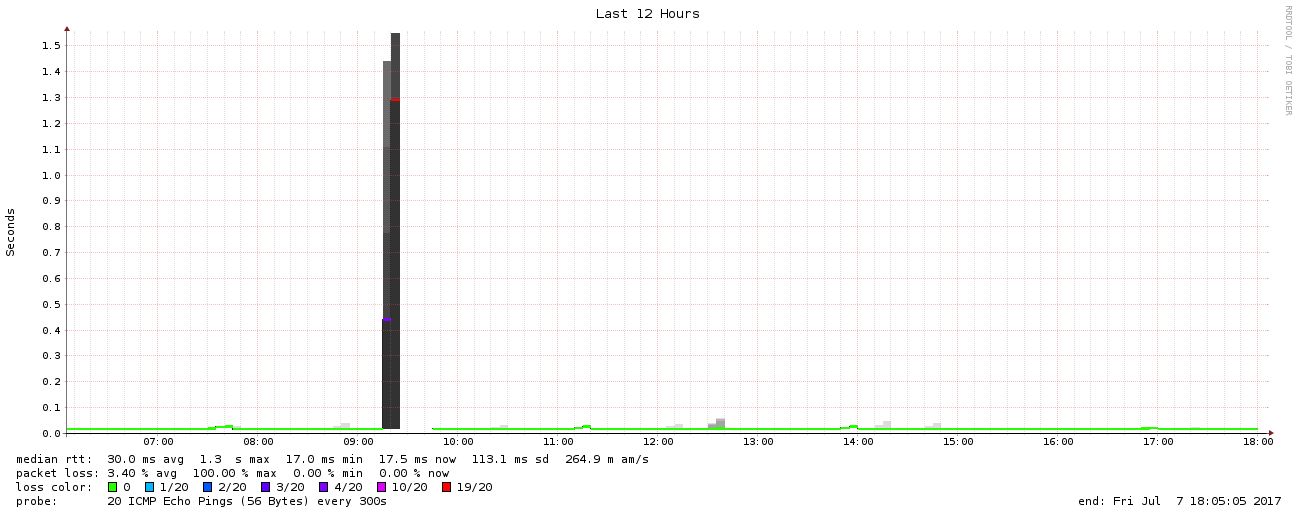 Last 12 Hours
RRDTOOL / TOBI OETIKER
Seconds
1.5
1.4
1.3
1.2
1.1
1.0
0.9
0.8
0.7
0.6
0.5
0.4
0.3
0.2
0.1
0.0
07:00 08:00 09:00 10:00 11:00 12:00 13:00 14:00 15:00 16:00 17:00 18:00
median rtt: 30.0 ms avg 1.3 s max 17.0 ms min 17.5 ms now 113.1 ms sd 264.9 m am/s
packet loss: 3.40 % avg 100.00 % max 0.00 % min 0.00 % now
loss color: 0 1/20 2/20 3/20 4/20 10/20 19/20
probe: 20 ICMP Echo Pings (56 Bytes) every 300s end: Fri Jul 7 18:05:05 2017